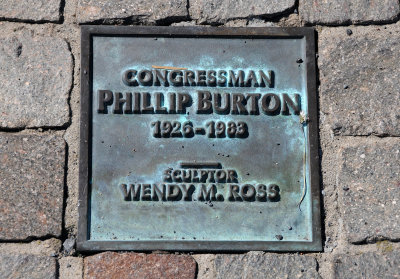 CONGRESSMAN
PHILLIP BURTON
1926-1983
SCULPTOR
WENDY M. ROSS